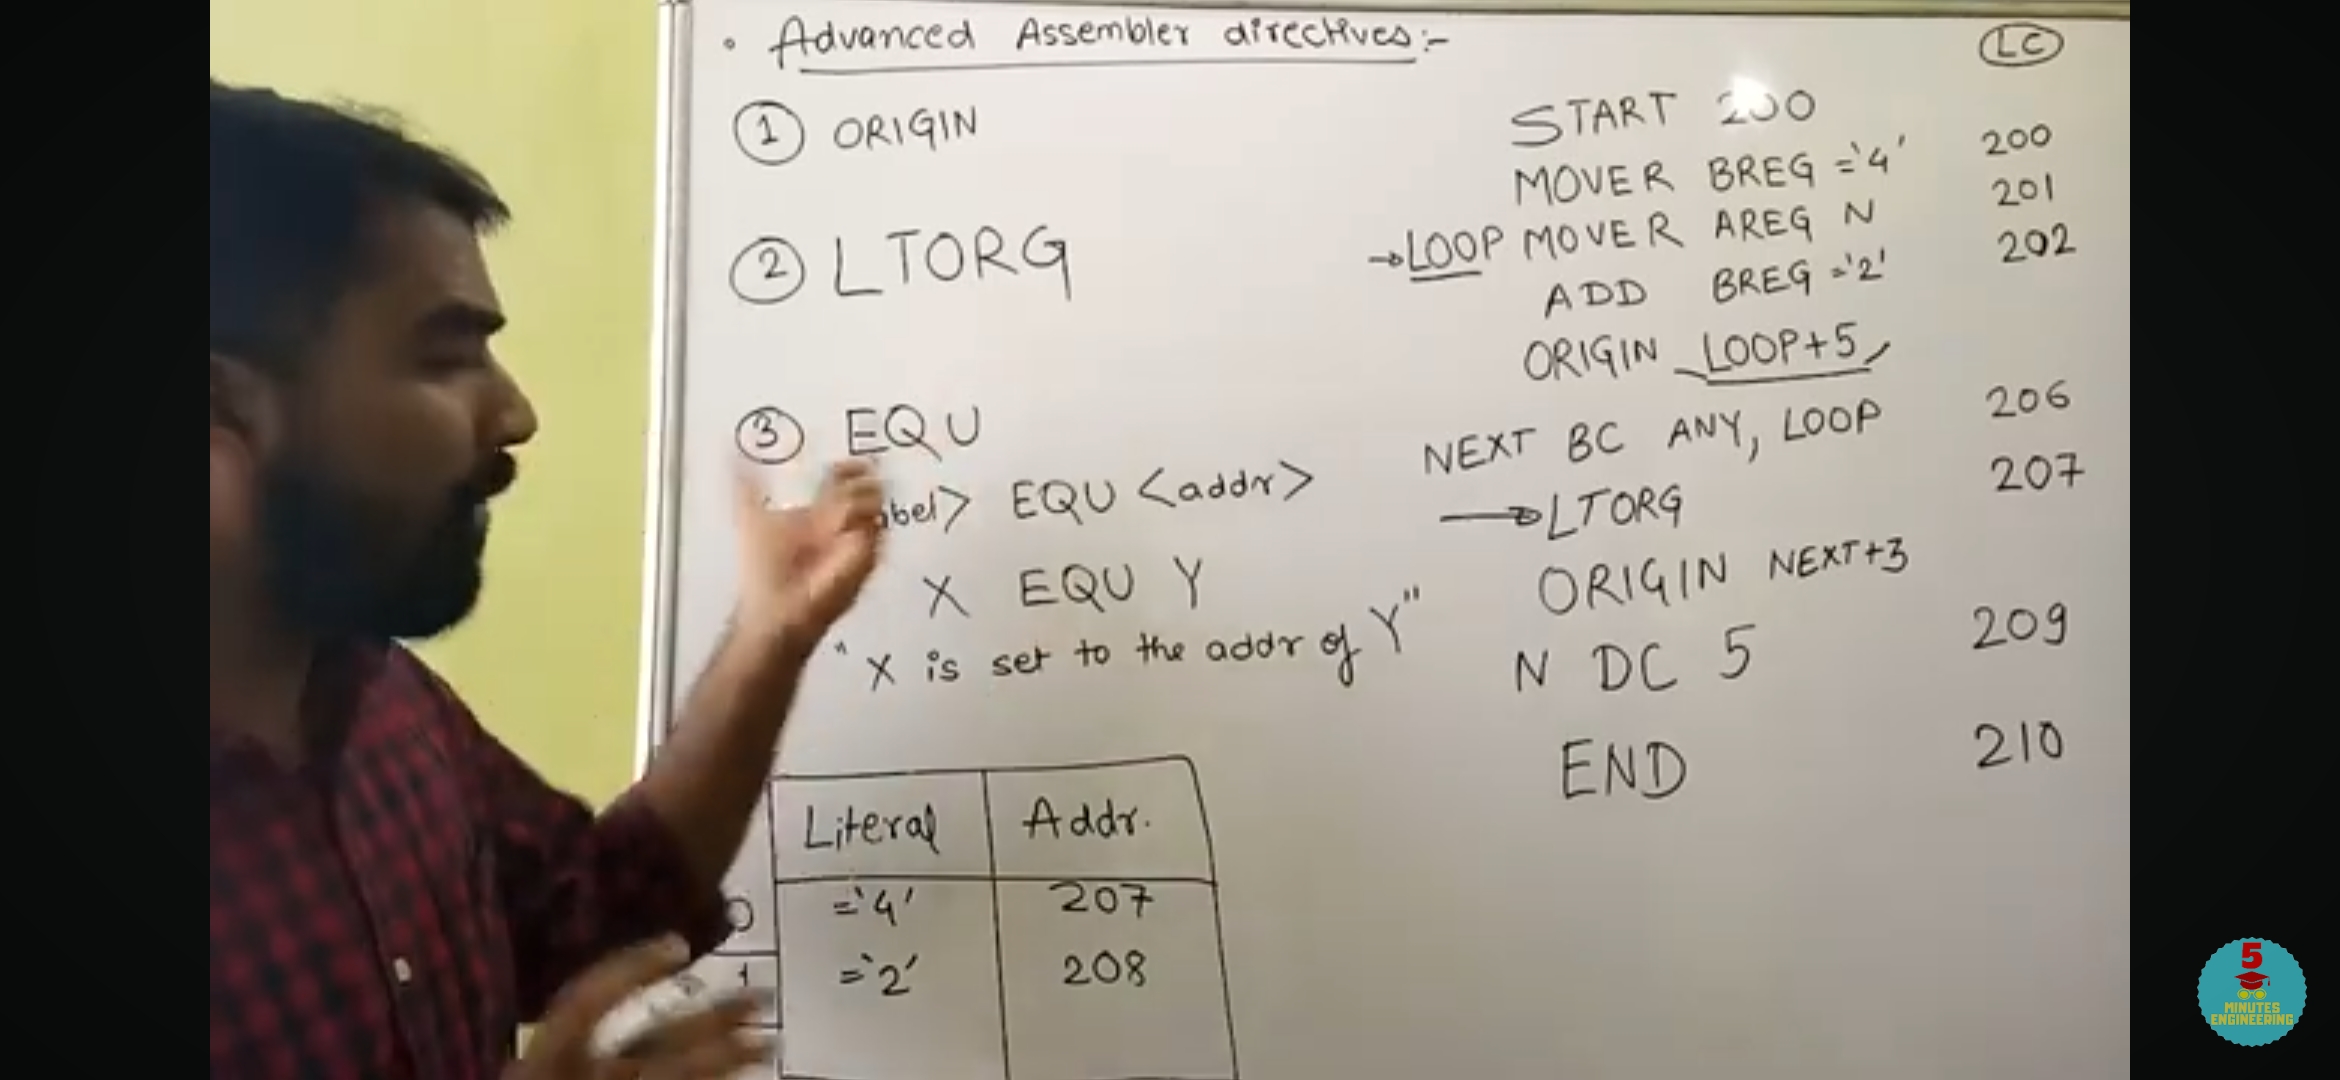 • Advanced Assembler directives:-
① ORIGIN
② LTORG
③ EQU
EQU <addr>
X EQU Y
"X is set to the addr of Y"
Literal Addr.
0 ='4' 207
1 ='2' 208
LC
START 200
MOVER BREG ='4' 200
→LOOP MOVER AREG N 201
ADD BREG ='2' 202
ORIGIN LOOP+5
NEXT BC ANY, LOOP 206
→LTORG 207
ORIGIN NEXT+3
N DC 5 209
END 210
5
MINUTES
ENGINEERING